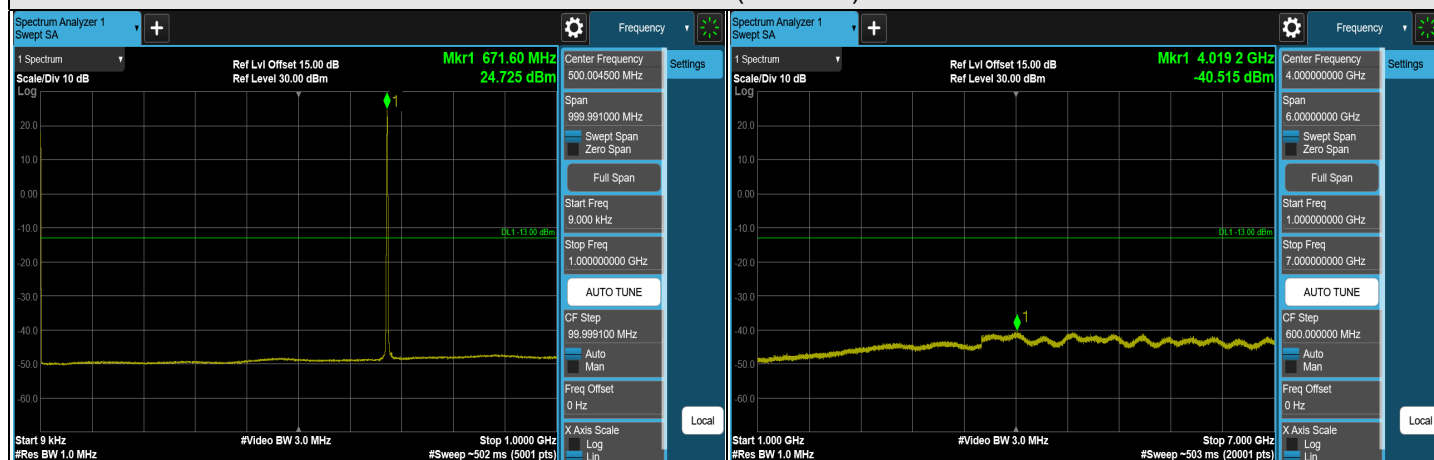 Spectrum Analyzer 1
Swept SA
+
Frequency
1 Spectrum
Scale/Div 10 dB
Ref Lvl Offset 15.00 dB
Ref Level 30.00 dBm
Mkr1 671.60 MHz
24.725 dBm
Log
1
20.0
10.0
0.00
-10.0
-20.0
-30.0
-40.0
-50.0
-60.0
DL1 -13.00 dBm
Start 9 kHz
#Res BW 1.0 MHz
#Video BW 3.0 MHz
Stop 1.0000 GHz
#Sweep ~502 ms (5001 pts)
Center Frequency
500.004500 MHz
Settings
Span
999.991000 MHz
Swept Span
Zero Span
Full Span
Start Freq
9.000 kHz
Stop Freq
1.000000000 GHz
AUTO TUNE
CF Step
99.999100 MHz
Auto
Man
Freq Offset
0 Hz
Local
X Axis Scale
Log
Lin
Spectrum Analyzer 1
Swept SA
+
Frequency
1 Spectrum
Scale/Div 10 dB
Ref Lvl Offset 15.00 dB
Ref Level 30.00 dBm
Mkr1 4.019 2 GHz
-40.515 dBm
Log
1
20.0
10.0
0.00
-10.0
-20.0
-30.0
-40.0
-50.0
-60.0
DL1 -13.00 dBm
Start 1.000 GHz
#Res BW 1.0 MHz
#Video BW 3.0 MHz
Stop 7.000 GHz
#Sweep ~503 ms (20001 pts)
Center Frequency
4.000000000 GHz
Settings
Span
6.00000000 GHz
Swept Span
Zero Span
Full Span
Start Freq
1.000000000 GHz
Stop Freq
7.000000000 GHz
AUTO TUNE
CF Step
600.000000 MHz
Auto
Man
Freq Offset
0 Hz
Local
X Axis Scale
Log
Lin